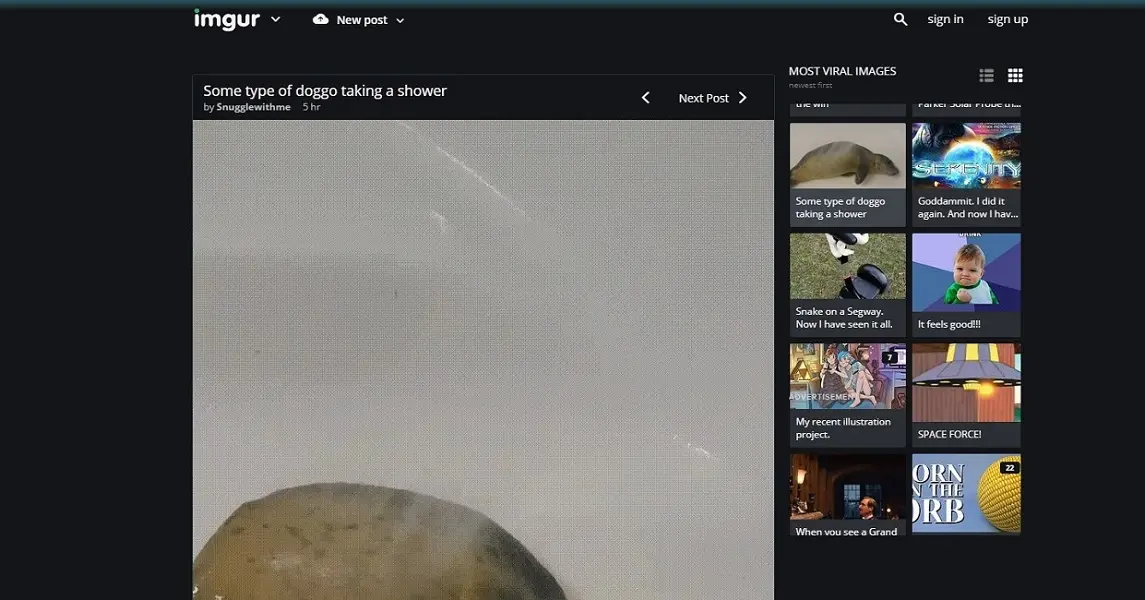 imgur
New post
sign in
sign up
Some type of doggo taking a shower
by Snugglewithme 5 hr
Next Post
MOST VIRAL IMAGES
newest first
the win
Parker Solar Probe th...
SERENITY
Some type of doggo
taking a shower
Goddammit. I did it
again. And now I hav...
DRINK
Snake on a Segway.
Now I have seen it all.
It feels good!!!
7
ADVERTISEMEN
My recent illustration
project.
SPACE FORCE!
22
ORN
N THE
ORB
When you see a Grand